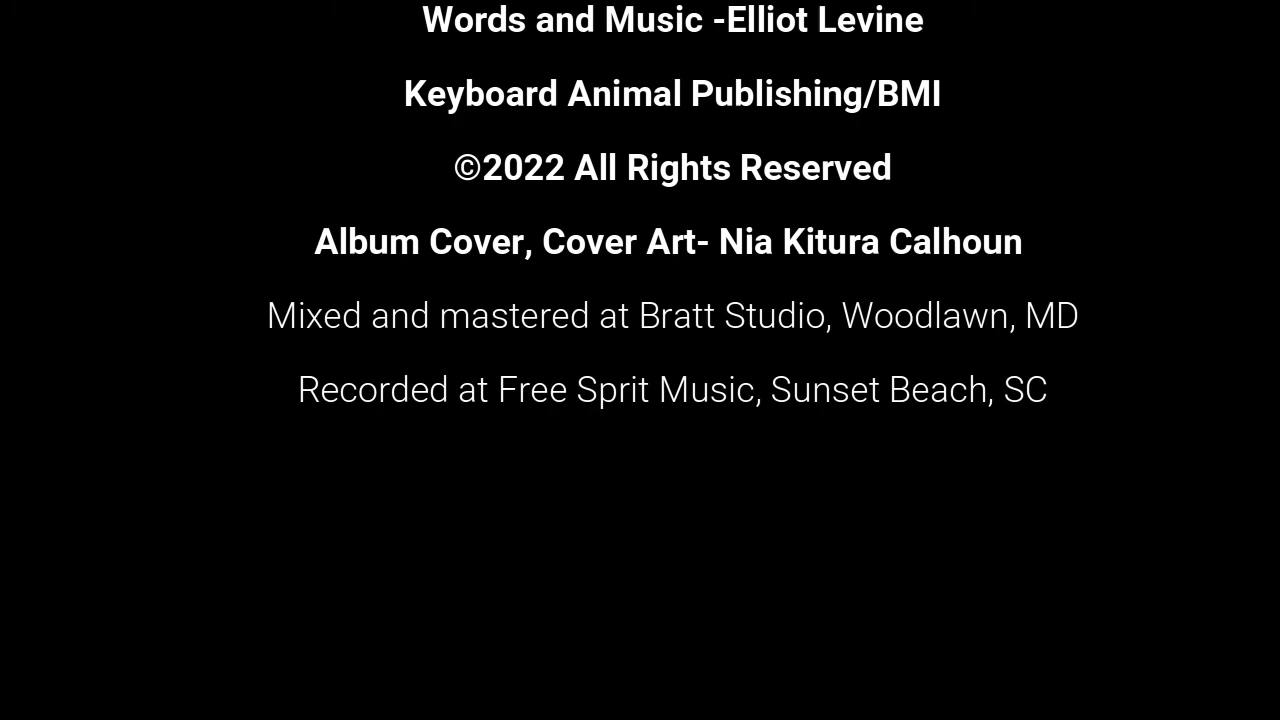 Words and Music -Elliot Levine
Keyboard Animal Publishing/BMI
©2022 All Rights Reserved
Album Cover, Cover Art- Nia Kitura Calhoun
Mixed and mastered at Bratt Studio, Woodlawn, MD
Recorded at Free Sprit Music, Sunset Beach, SC